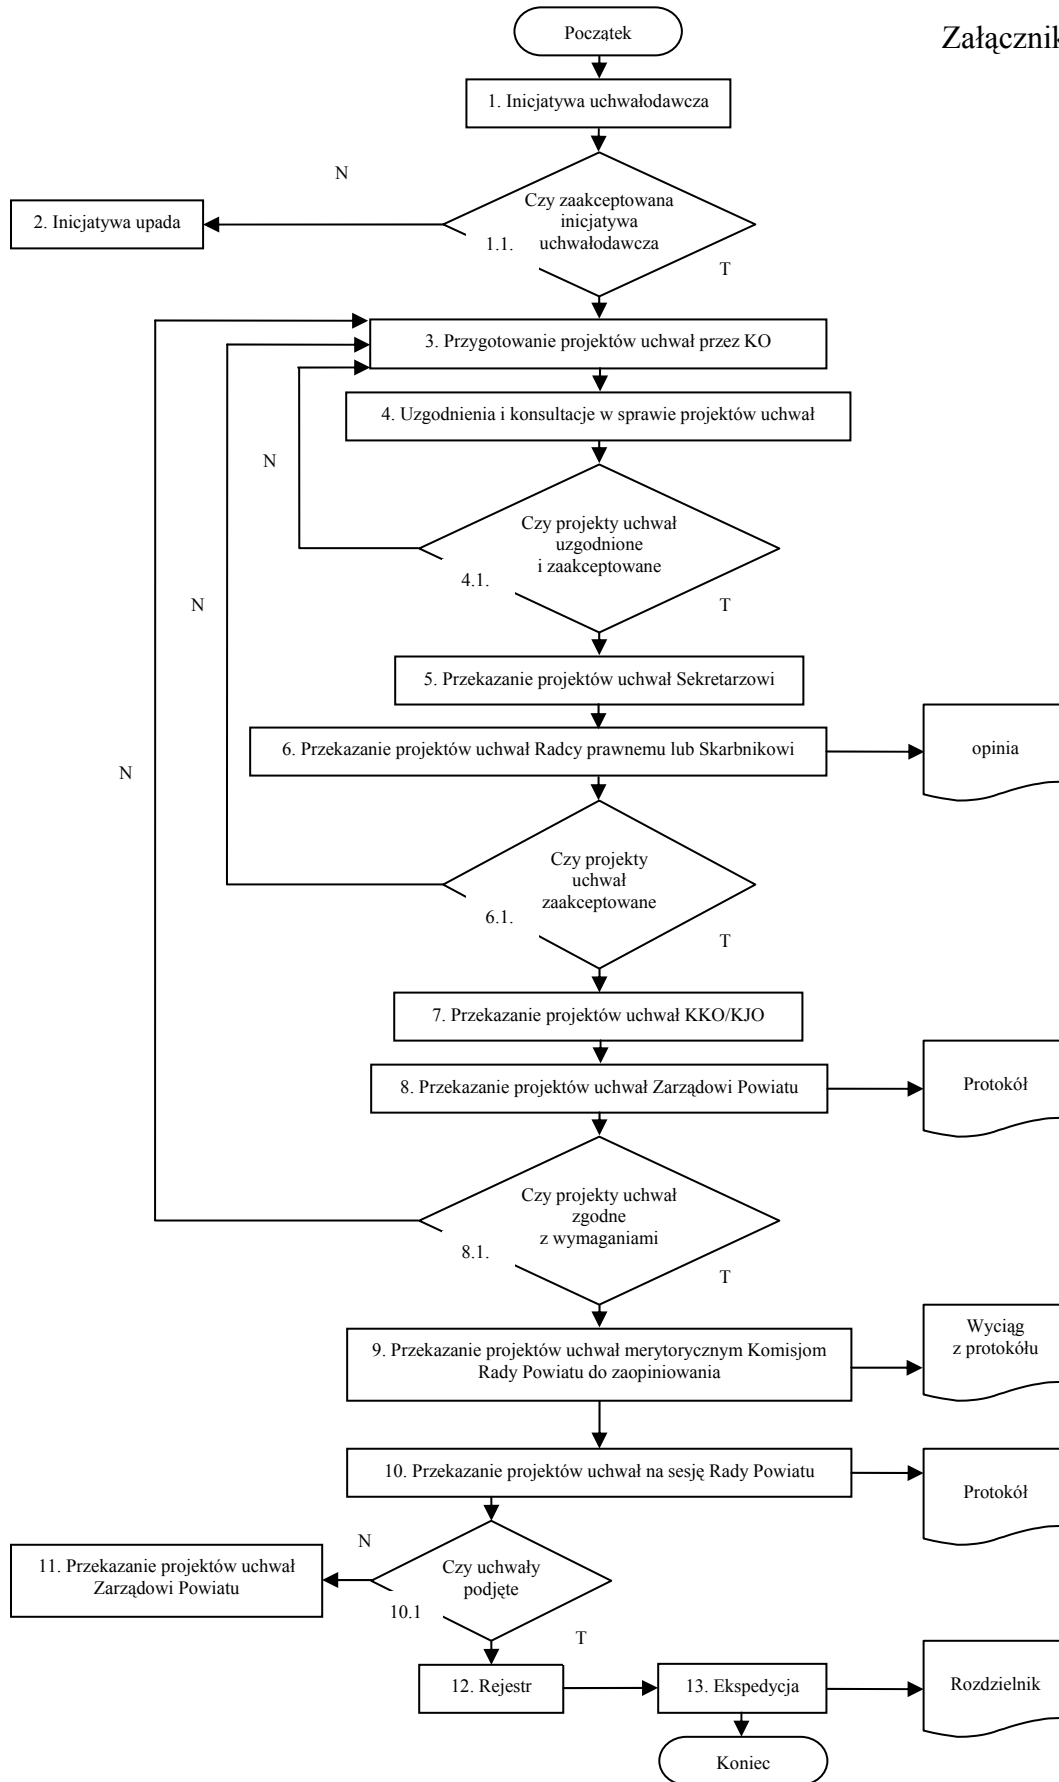 Początek
Załącznik
1. Inicjatywa uchwałodawcza
N
Czy zaakceptowana
inicjatywa
uchwałodawcza
1.1.
2. Inicjatywa upada
T
3. Przygotowanie projektów uchwał przez KO
4. Uzgodnienia i konsultacje w sprawie projektów uchwał
N
Czy projekty uchwał
uzgodnione
i zaakceptowane
4.1.
N
T
5. Przekazanie projektów uchwał Sekretarzowi
6. Przekazanie projektów uchwał Radcy prawnemu lub Skarbnikowi
opinia
N
Czy projekty
uchwał
zaakceptowane
6.1.
T
7. Przekazanie projektów uchwał KKO/KJO
8. Przekazanie projektów uchwał Zarządowi Powiatu
Protokół
Czy projekty uchwał
zgodne
z wymaganiami
8.1.
T
9. Przekazanie projektów uchwał merytorycznym Komisjom
Rady Powiatu do zaopiniowania
Wyciąg
z protokółu
10. Przekazanie projektów uchwał na sesję Rady Powiatu
Protokół
N
Czy uchwały
podjęte
10.1
11. Przekazanie projektów uchwał
Zarządowi Powiatu
T
12. Rejestr
13. Ekspedycja
Rozdzielnik
Koniec